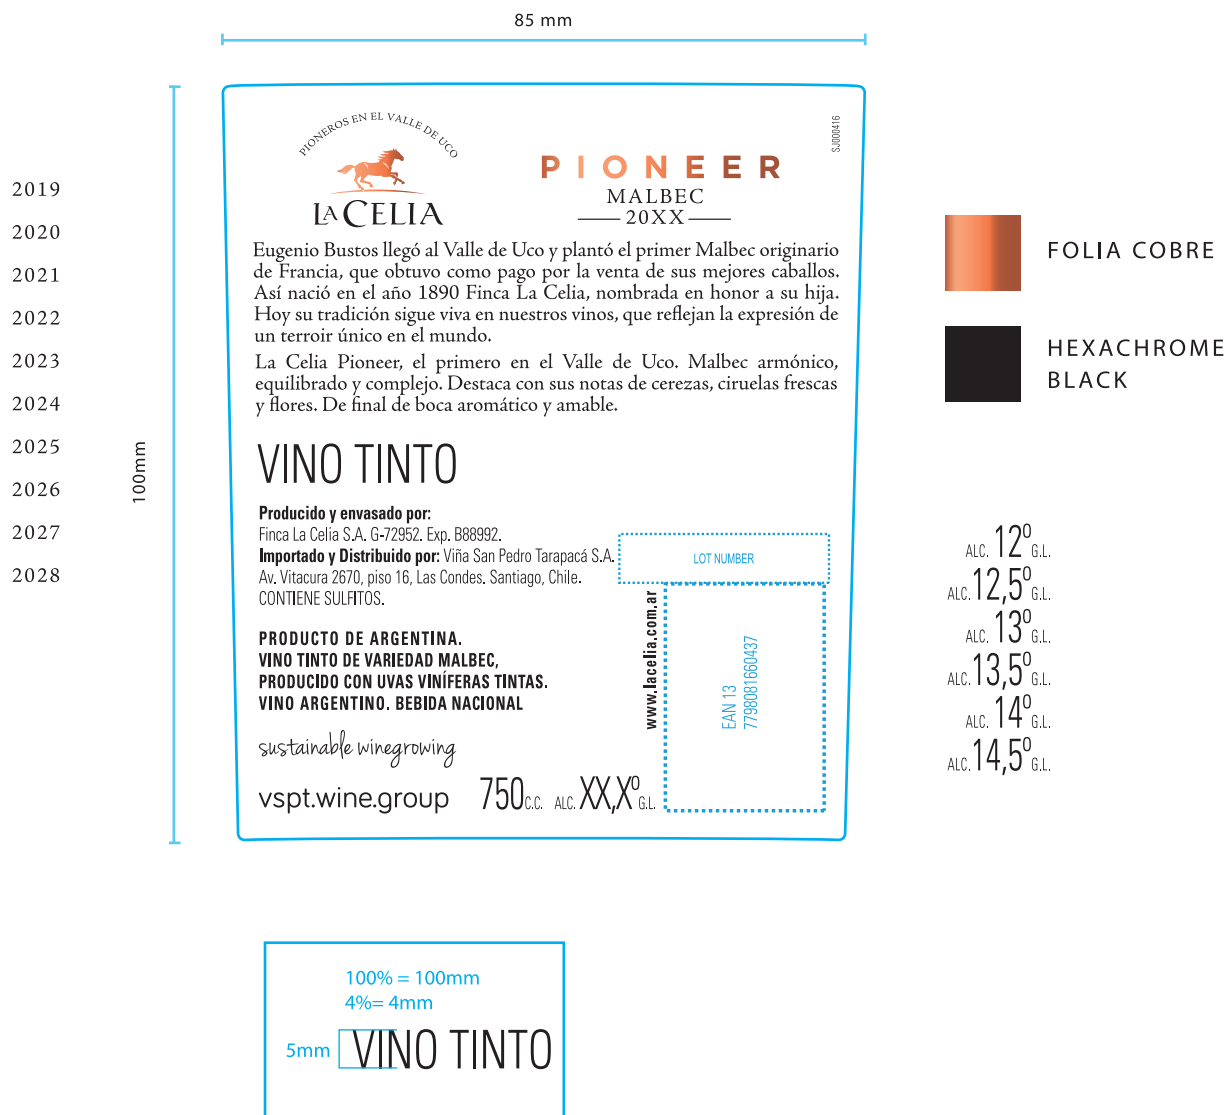 85 mm
PIONEROS EN EL VALLE DE UCO
LA CELIA
PIONEER
MALBEC
20XX
SJ000416
2019
2020
2021
2022
2023
2024
2025
2026
2027
2028
100mm
Eugenio Bustos llegó al Valle de Uco y plantó el primer Malbec originario
de Francia, que obtuvo como pago por la venta de sus mejores caballos.
Así nació en el año 1890 Finca La Celia, nombrada en honor a su hija.
Hoy su tradición sigue viva en nuestros vinos, que reflejan la expresión de
un terroir único en el mundo.
La Celia Pioneer, el primero en el Valle de Uco. Malbec armónico,
equilibrado y complejo. Destaca con sus notas de cerezas, ciruelas frescas
y flores. De final de boca aromático y amable.
VINO TINTO
Producido y envasado por:
Finca La Celia S.A. G-72952. Exp. B88992.
Importado y Distribuido por: Viña San Pedro Tarapacá S.A.
Av. Vitacura 2670, piso 16, Las Condes. Santiago, Chile.
CONTIENE SULFITOS.
PRODUCTO DE ARGENTINA.
VINO TINTO DE VARIEDAD MALBEC,
PRODUCIDO CON UVAS VINÍFERAS TINTAS.
VINO ARGENTINO. BEBIDA NACIONAL
sustainable winegrowing
vspt.wine.group
750 C.C. ALC. XX,X° G.L.
LOT NUMBER
www.lacelia.com.ar
EAN 13
7798081660437
FOLIA COBRE
HEXACHROME
BLACK
ALC. 12° G.L.
ALC. 12,5° G.L.
ALC. 13° G.L.
ALC. 13,5° G.L.
ALC. 14° G.L.
ALC. 14,5° G.L.
100% = 100mm
4%= 4mm
5mm
VINO TINTO